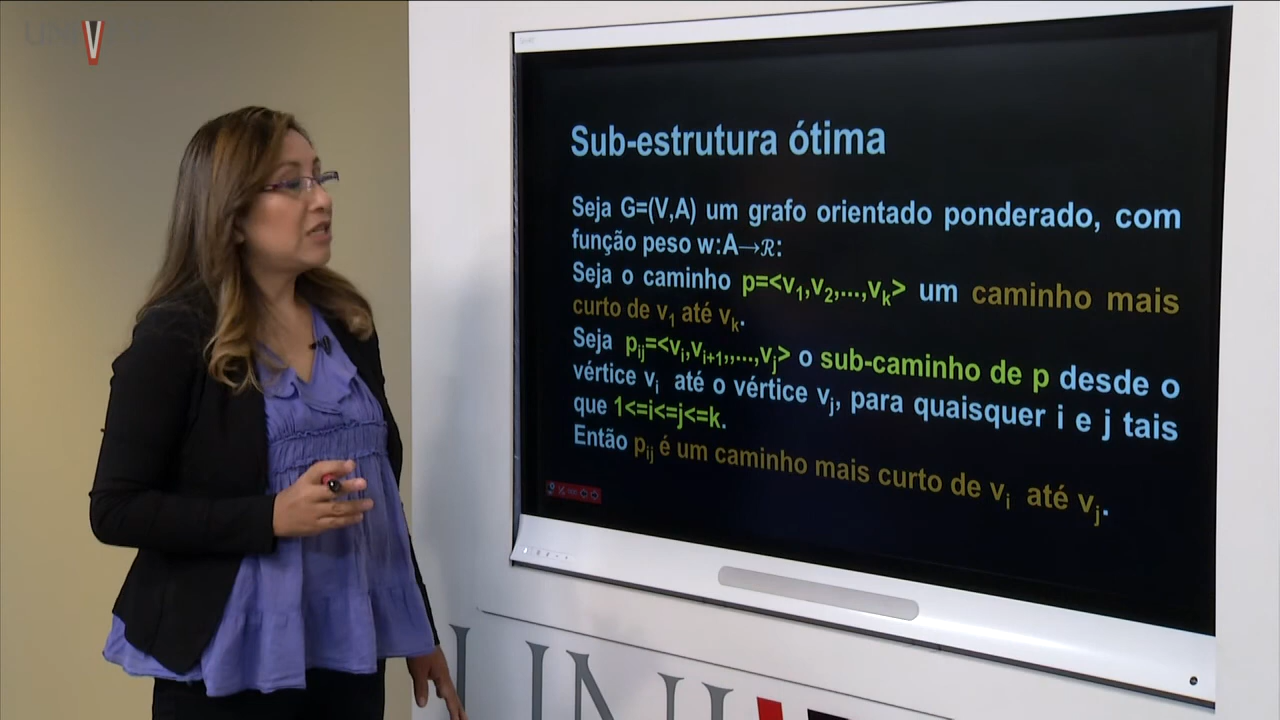 UNIV
Sub-estrutura ótima
Seja G=(V,A) um grafo orientado ponderado, com
função peso w:A→ℛ:
Seja o caminho p=<v₁,v₂,...,vₖ> um caminho mais
curto de v₁ até vₖ.
Seja pᵢⱼ=<vᵢ,vᵢ₊₁,,...,vⱼ> o sub-caminho de p desde o
vértice vᵢ até o vértice vⱼ, para quaisquer i e j tais
que 1<=i<=j<=k.
Então pᵢⱼ é um caminho mais curto de vᵢ até vⱼ.
UNIV